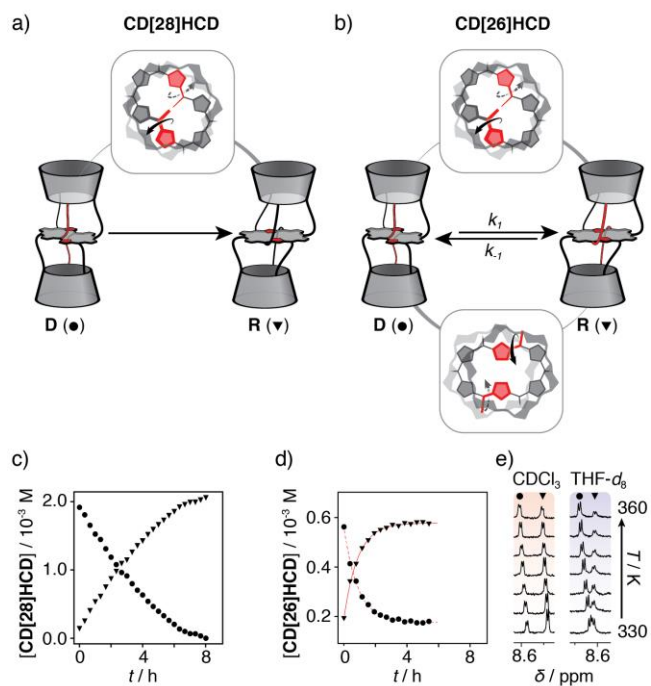 a) CD[28]HCD
b) CD[26]HCD
k₁
k₋₁
D (●) R (▼)
D (●) R (▼)
c)
[CD[28]HCD] / 10⁻³ M
2.0
1.0
0.0
0 4 8
t / h
d)
[CD[26]HCD] / 10⁻³ M
0.6
0.4
0.2
0 2 4 6
t / h
e)
CDCl₃ THF-d₈
360
T / K
330
8.6 8.6
δ / ppm